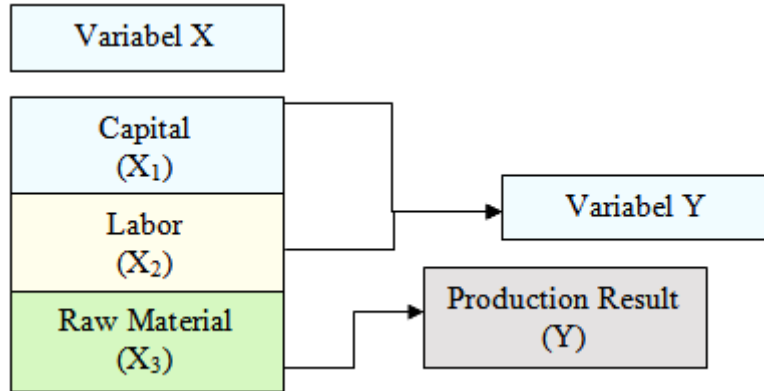 Variabel X
Capital
(X₁)
Labor
(X₂)
Raw Material
(X₃)
Variabel Y
Production Result
(Y)